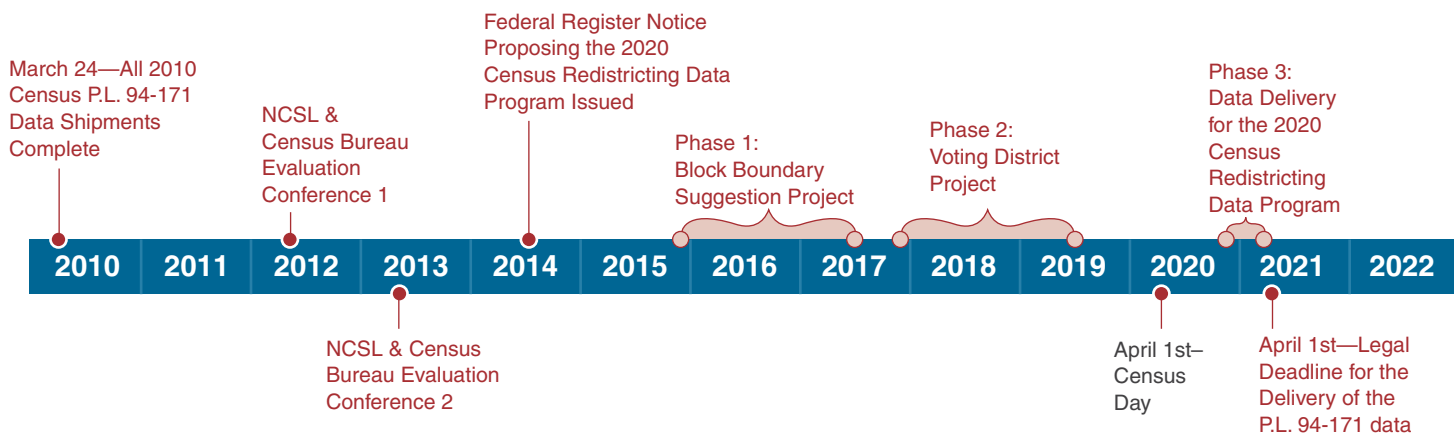 March 24—All 2010
Census P.L. 94-171
Data Shipments
Complete
NCSL &
Census Bureau
Evaluation
Conference 1
Federal Register Notice
Proposing the 2020
Census Redistricting Data
Program Issued
Phase 1:
Block Boundary
Suggestion Project
Phase 2:
Voting District
Project
Phase 3:
Data Delivery
for the 2020
Census
Redistricting
Data Program
2010 2011 2012 2013 2014 2015 2016 2017 2018 2019 2020 2021 2022
NCSL & Census
Bureau Evaluation
Conference 2
April 1st–
Census
Day
April 1st—Legal
Deadline for the
Delivery of the
P.L. 94-171 data